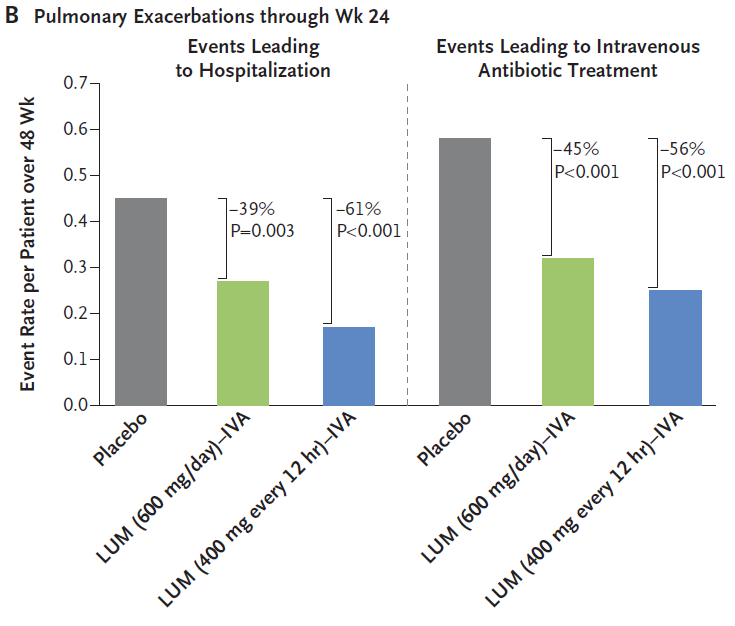 B Pulmonary Exacerbations through Wk 24
Events Leading
to Hospitalization
Events Leading to Intravenous
Antibiotic Treatment
Event Rate per Patient over 48 Wk
0.7
0.6
0.5
0.4
0.3
0.2
0.1
0.0
–39%
P=0.003
–61%
P<0.001
–45%
P<0.001
–56%
P<0.001
Placebo
LUM (600 mg/day)–IVA
LUM (400 mg every 12 hr)–IVA
Placebo
LUM (600 mg/day)–IVA
LUM (400 mg every 12 hr)–IVA